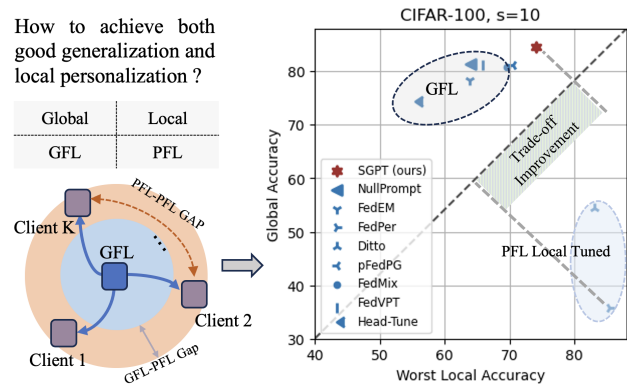 How to achieve both
good generalization and
local personalization ?
Global
Local
GFL
PFL
PFL-PFL GAP
Client K
GFL
...
Client 2
Client 1
GFL-PFL Gap
CIFAR-100, s=10
Global Accuracy
80
70
60
50
40
30
GFL
Trade-off
Improvement
PFL Local Tuned
SGPT (ours)
NullPrompt
FedEM
FedPer
Ditto
pFedPG
FedMix
FedVPT
Head-Tune
40
50
60
70
80
Worst Local Accuracy